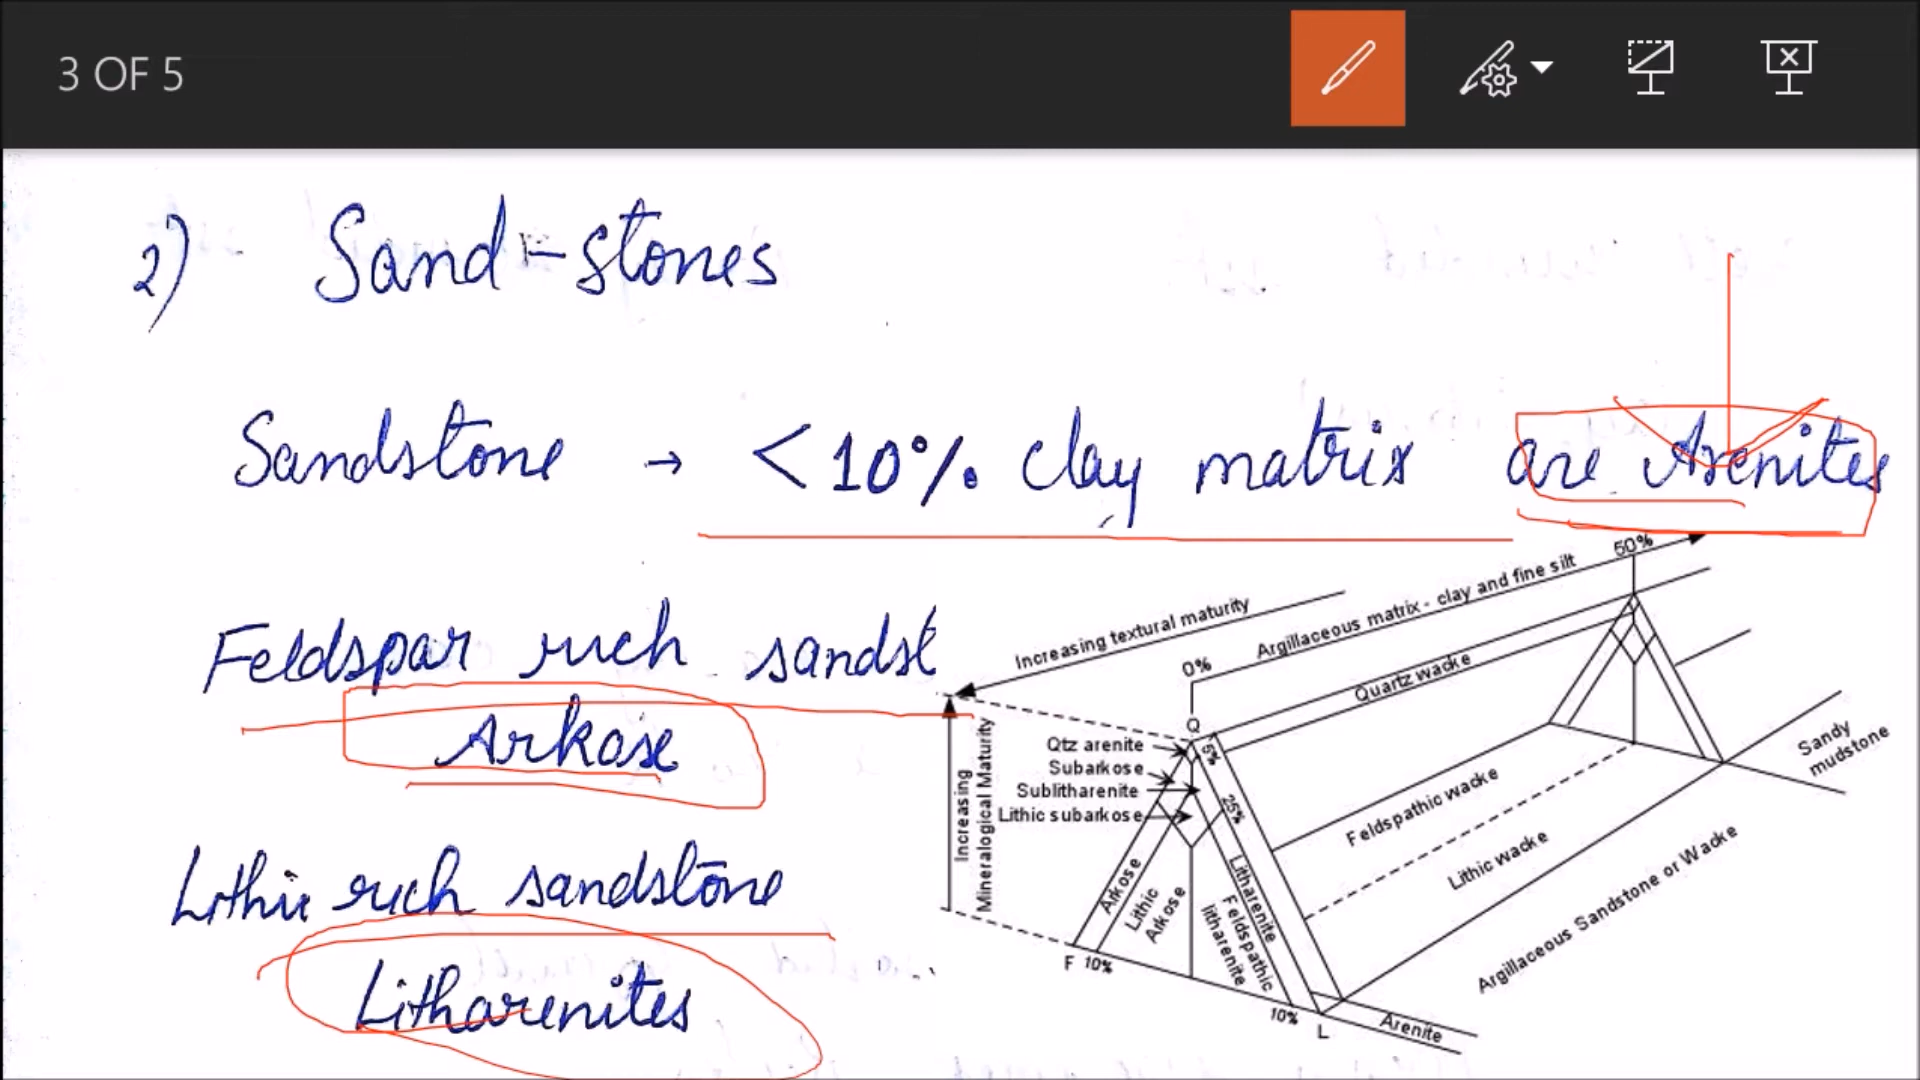 3 OF 5
2) Sand-stones
Sandstone → <10% clay matrix are Arenites
Feldspar rich sandst
Arkose
Lithic rich sandstone
Litharenites
50%
Argillaceous matrix - clay and fine silt
Increasing textural maturity
0%
Quartz wacke
Q
5%
Qtz arenite
Subarkose
Sublitharenite
Lithic subarkose
25%
Increasing
Mineralogical Maturity
Sandy
mudstone
Feldspathic wacke
Lithic wacke
Argillaceous Sandstone or Wacke
Arkose
Lithic
Arkose
Litharenite
Feldspathic
litharenite
F 10%
10%
L
Arenite